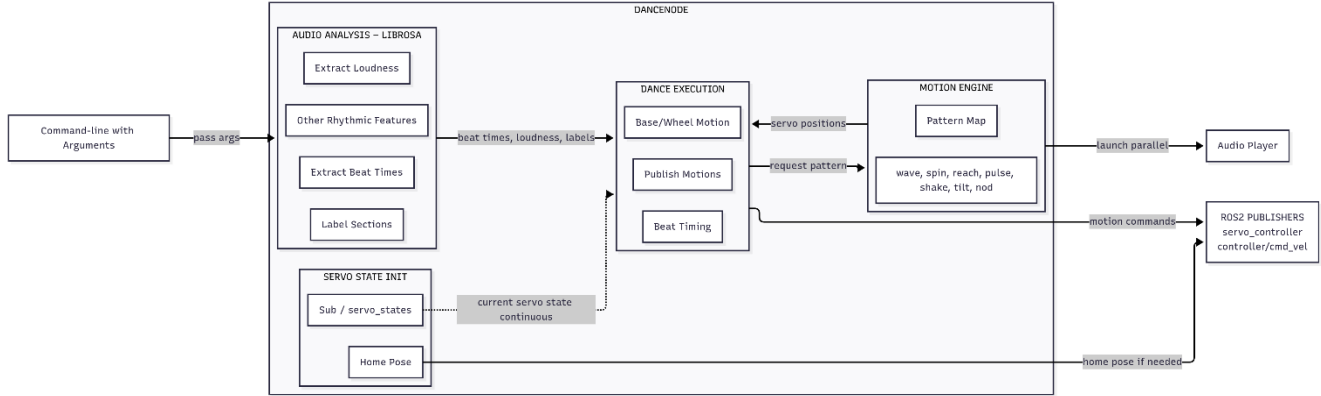 DANCENODE
AUDIO ANALYSIS – LIBROSA
Extract Loudness
Other Rhythmic Features
Extract Beat Times
Label Sections
Command-line with
Arguments
pass args
beat times, loudness, labels
DANCE EXECUTION
Base/Wheel Motion
Publish Motions
Beat Timing
servo positions
request pattern
MOTION ENGINE
Pattern Map
wave, spin, reach, pulse,
shake, tilt, nod
launch parallel
Audio Player
motion commands
ROS2 PUBLISHERS
servo_controller
controller/cmd_vel
SERVO STATE INIT
Sub / servo_states
current servo state
continuous
Home Pose
home pose if needed